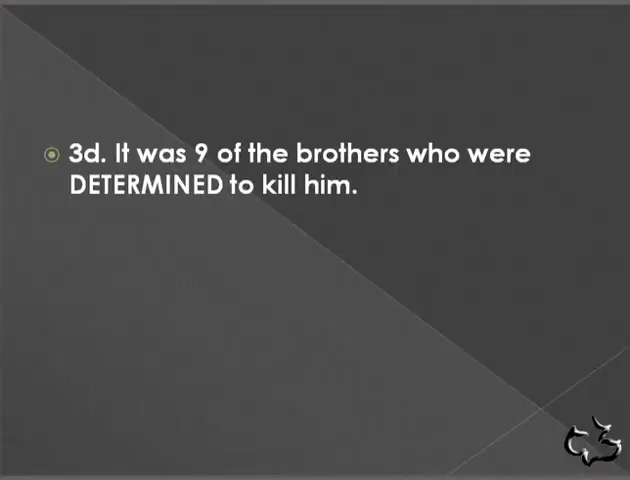 3d. It was 9 of the brothers who were
DETERMINED to kill him.